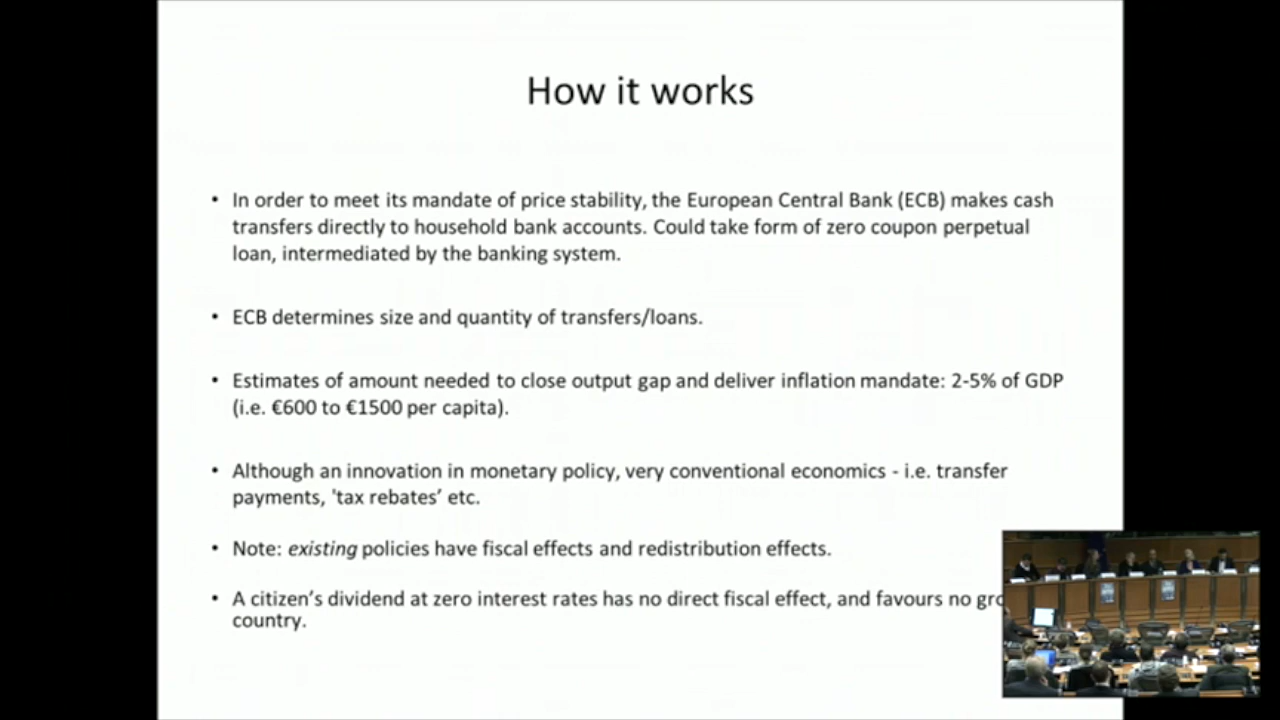 How it works
• In order to meet its mandate of price stability, the European Central Bank (ECB) makes cash
transfers directly to household bank accounts. Could take form of zero coupon perpetual
loan, intermediated by the banking system.
• ECB determines size and quantity of transfers/loans.
• Estimates of amount needed to close output gap and deliver inflation mandate: 2-5% of GDP
(i.e. €600 to €1500 per capita).
• Although an innovation in monetary policy, very conventional economics - i.e. transfer
payments, 'tax rebates’ etc.
• Note: existing policies have fiscal effects and redistribution effects.
• A citizen’s dividend at zero interest rates has no direct fiscal effect, and favours no
country.